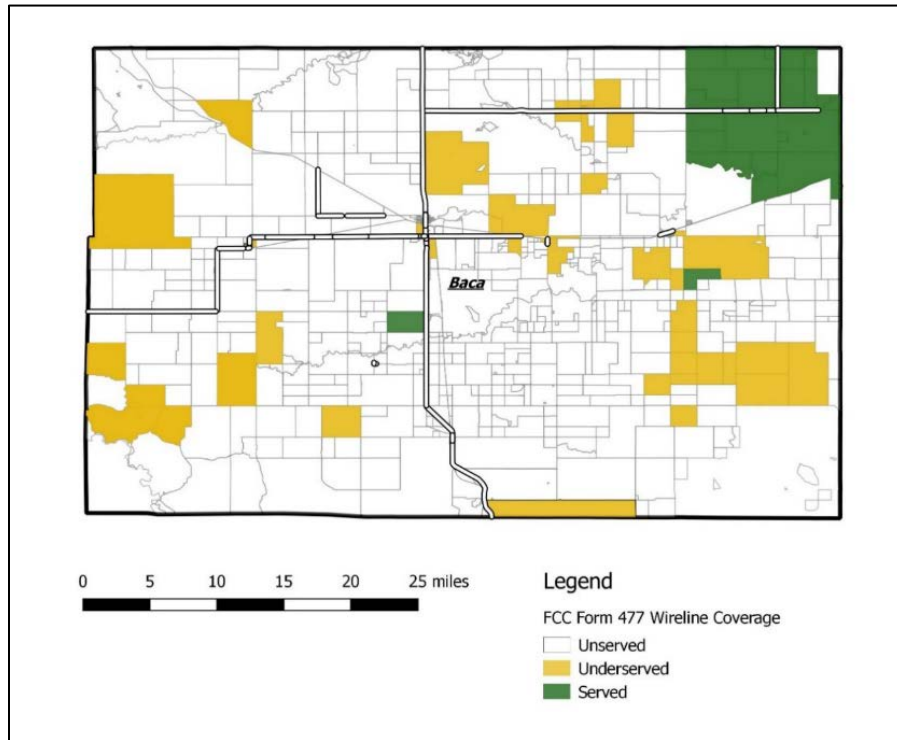 Baca
0 5 10 15 20 25 miles
Legend
FCC Form 477 Wireline Coverage
Unserved
Underserved
Served